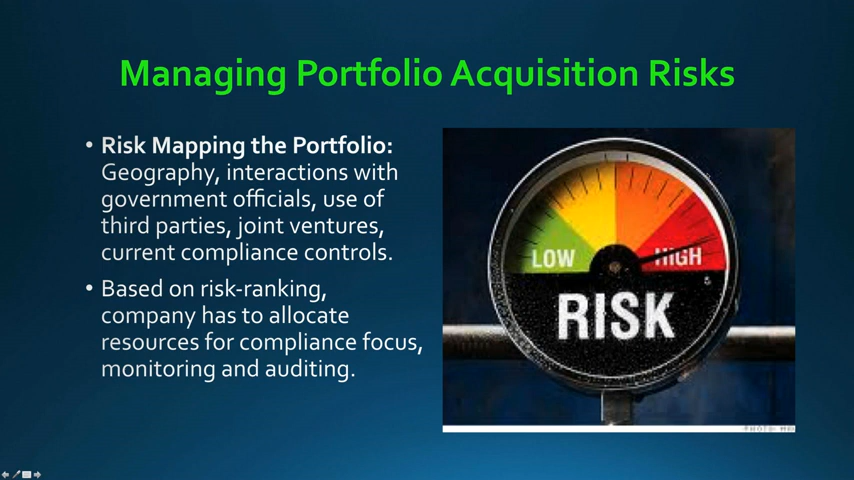 Managing Portfolio Acquisition Risks
• Risk Mapping the Portfolio:
Geography, interactions with
government officials, use of
third parties, joint ventures,
current compliance controls.
• Based on risk-ranking,
company has to allocate
resources for compliance focus,
monitoring and auditing.
LOW
HIGH
RISK